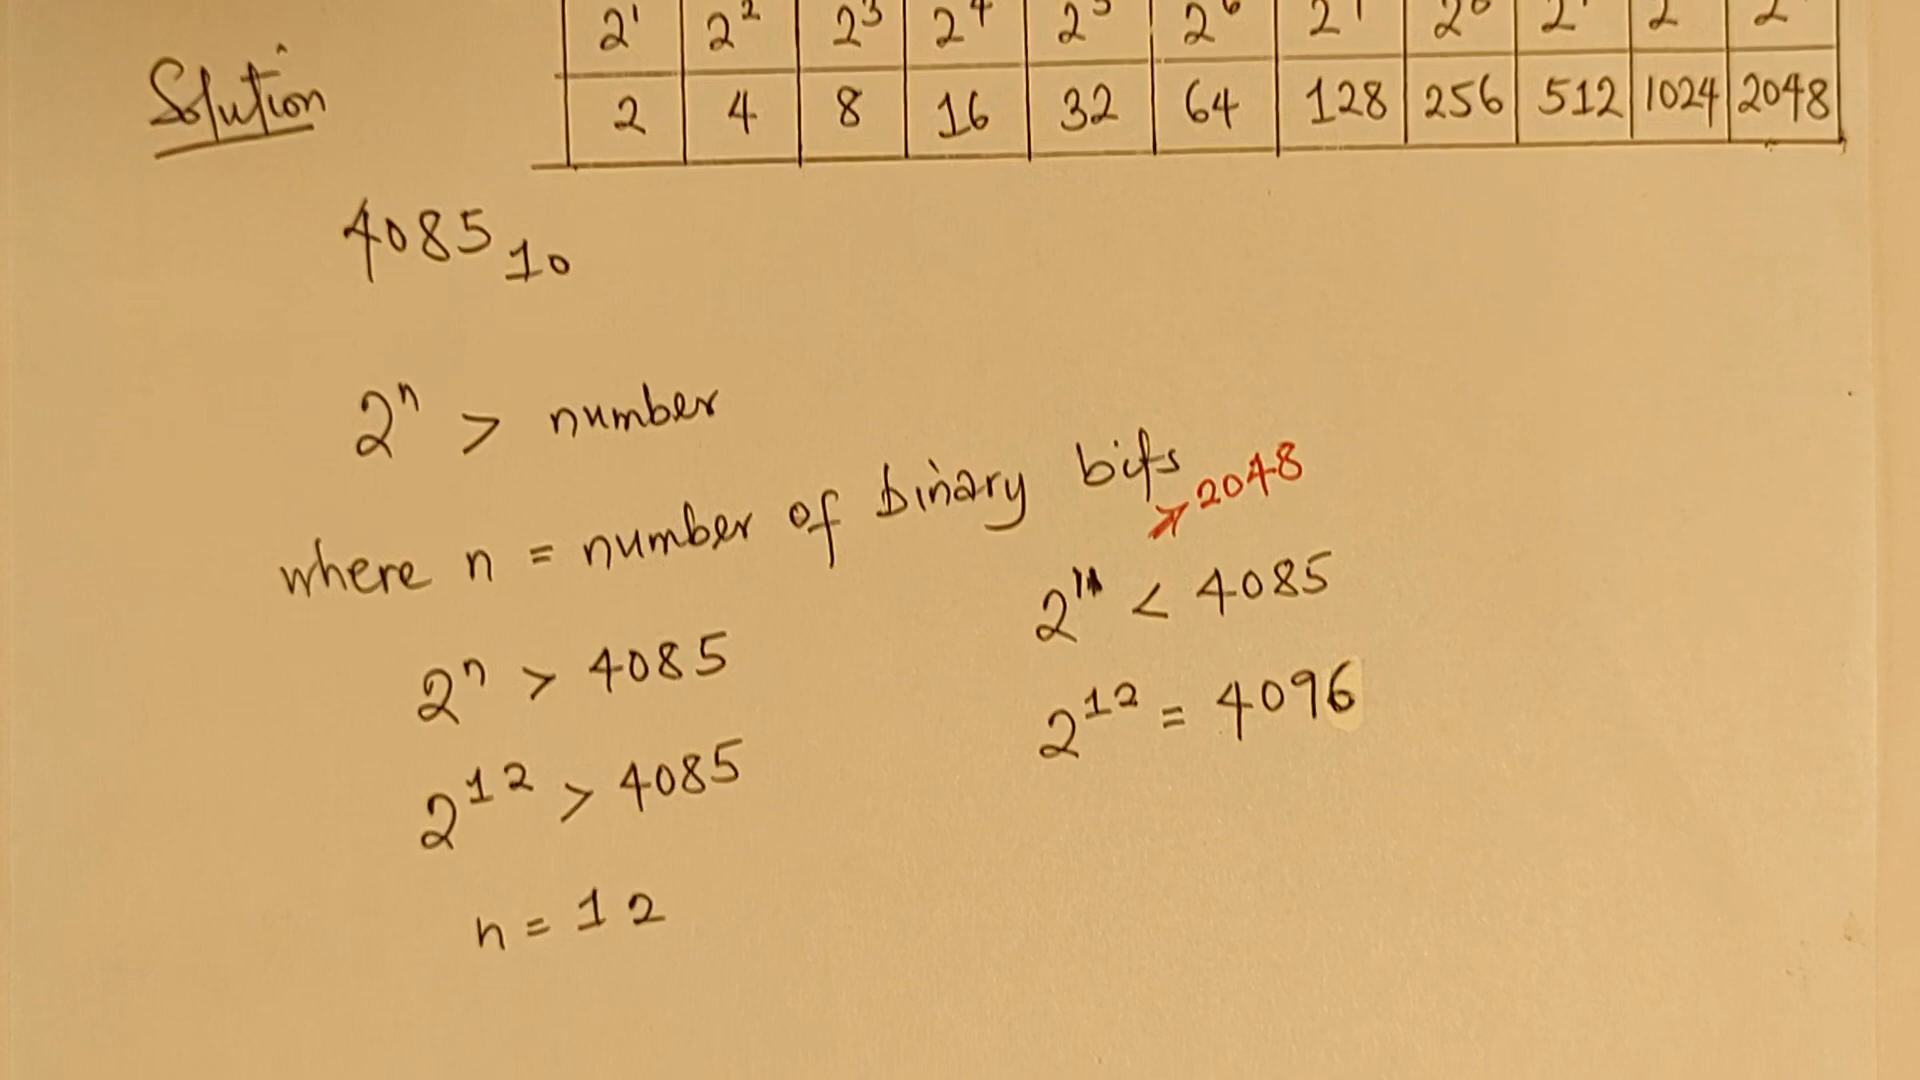 2¹ 2² 2³ 2⁴ 2⁵ 2⁶
Solution 2 4 8 16 32 64 128 256 512 1024 2048
4085₁₀
2ⁿ > number
where n = number of binary bits
2048
2ⁿ > 4085
2¹¹ < 4085
2¹² > 4085
2¹² = 4096
n = 12